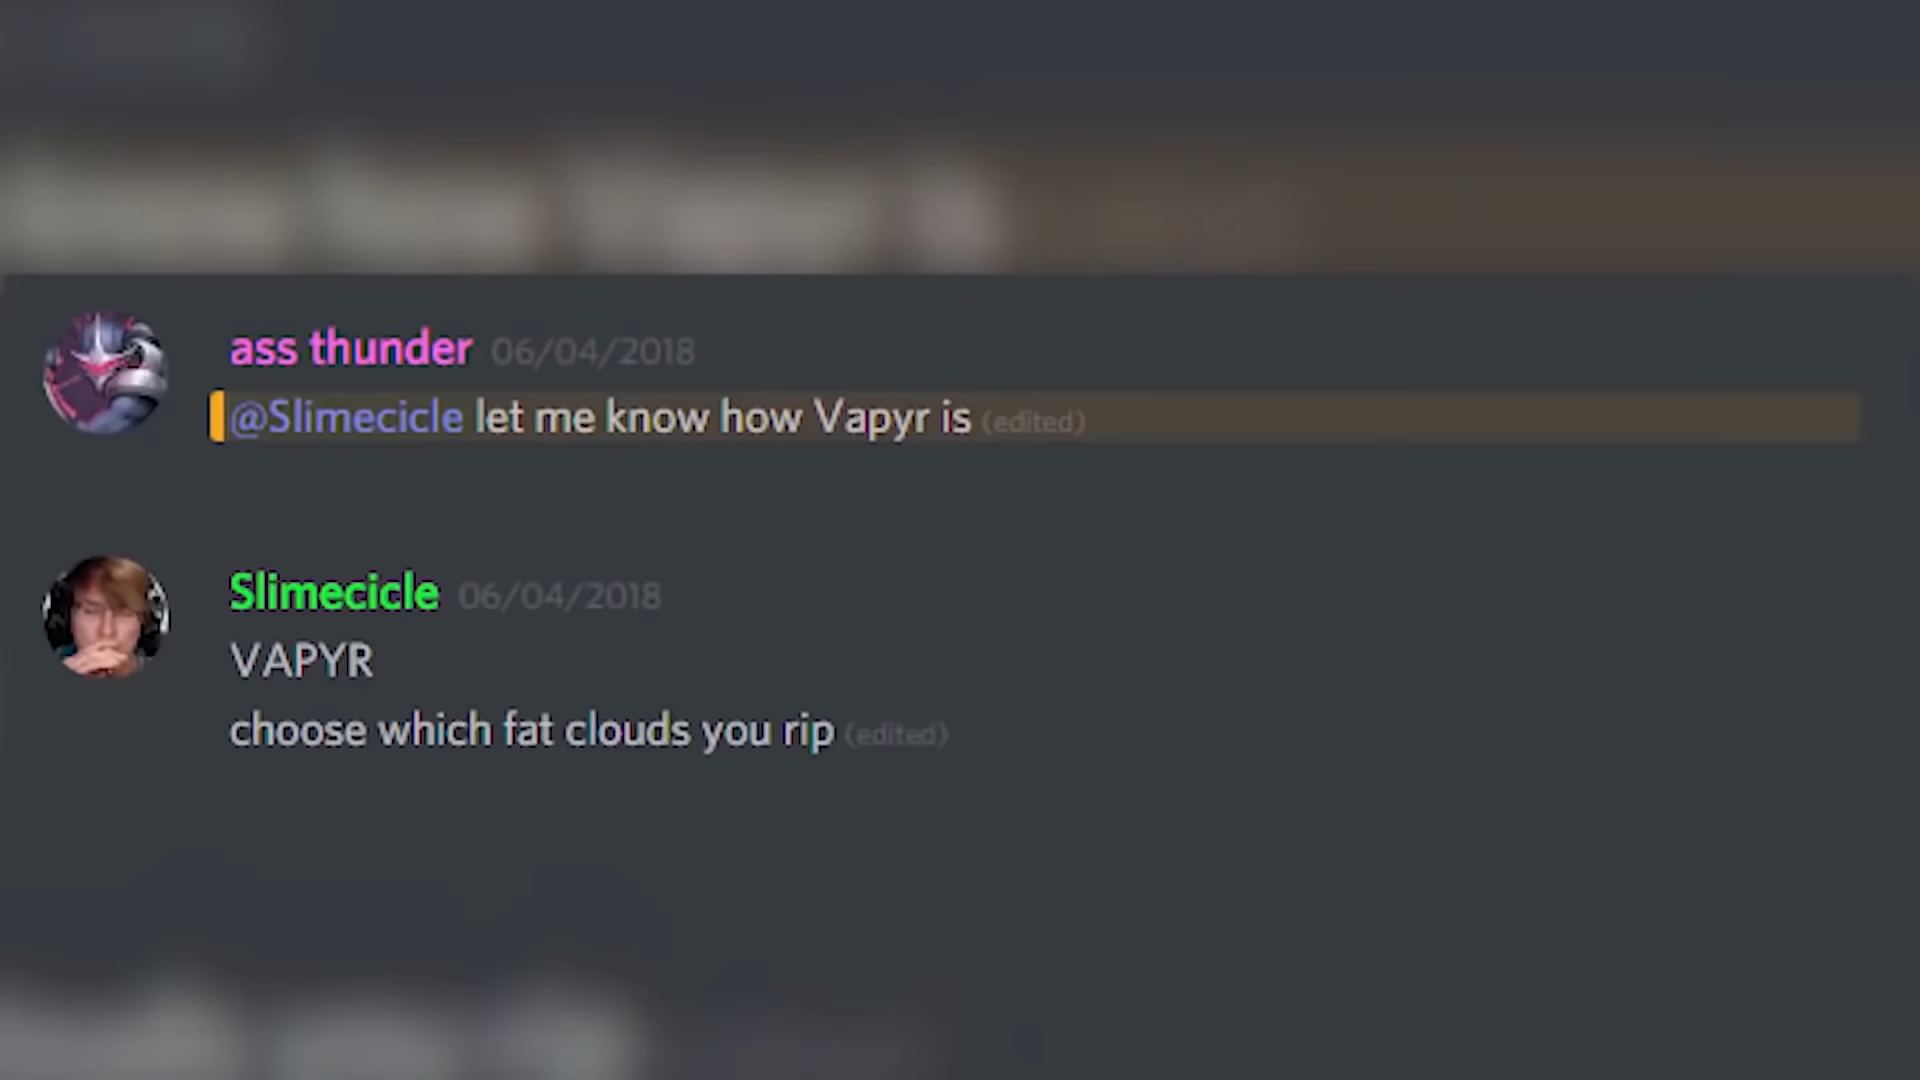 ass thunder 06/04/2018
@Slimecicle let me know how Vapyr is (edited)
Slimecicle 06/04/2018
VAPYR
choose which fat clouds you rip (edited)